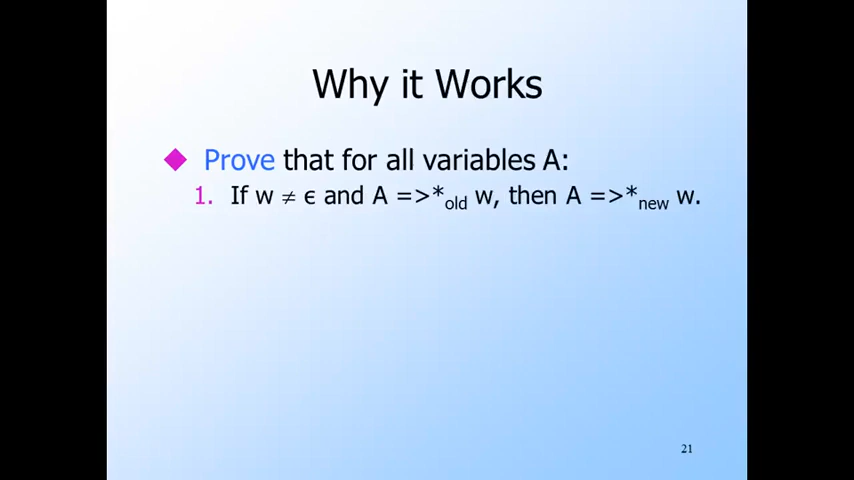 Why it Works
Prove that for all variables A:
1. If w ≠ ϵ and A =>*old w, then A =>*new w.
21